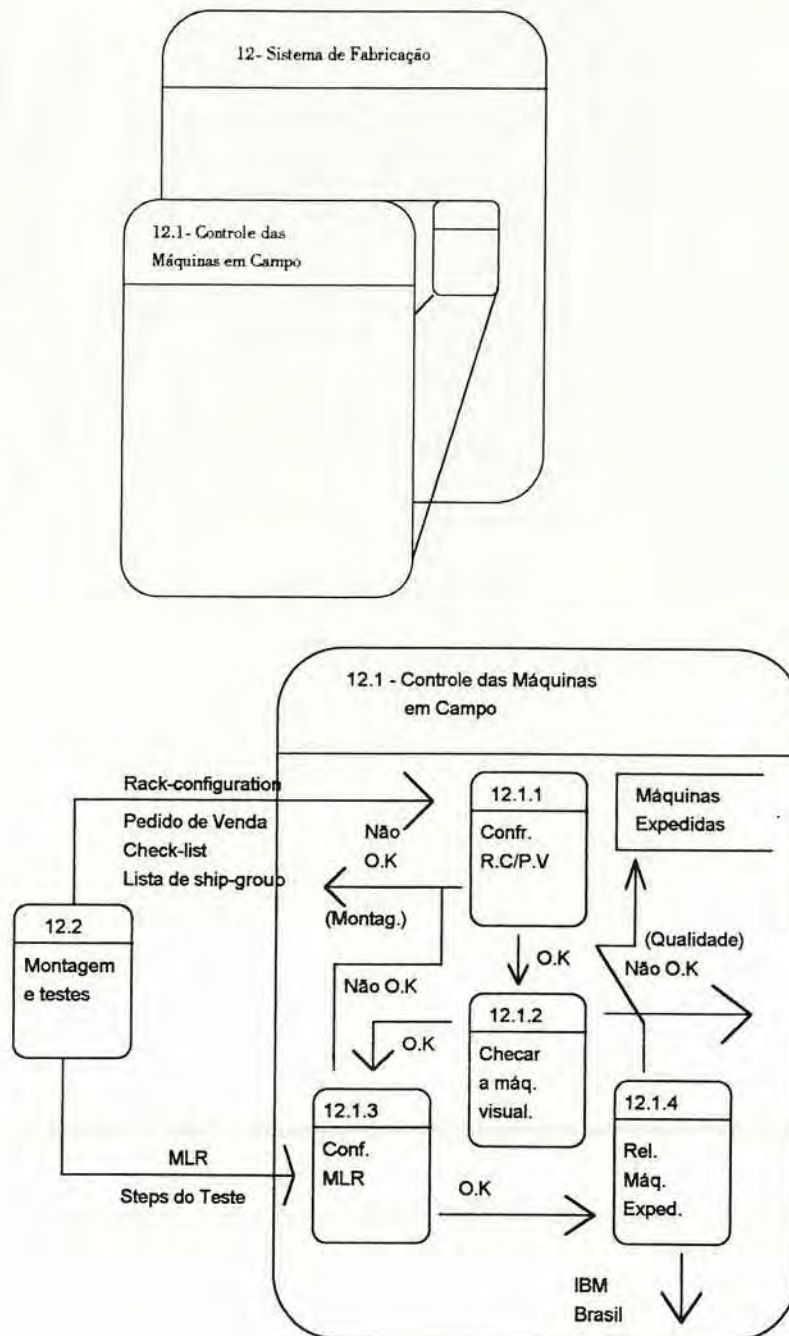 12- Sistema de Fabricação
12.1- Controle das
Máquinas em Campo
12.1 - Controle das Máquinas
em Campo
Rack-configuration
Pedido de Venda
Check-list
Lista de ship-group
Não
O.K
(Montag.)
12.1.1
Confr.
R.C/P.V
Máquinas
Expedidas
12.2
Montagem
e testes
Não O.K
O.K
(Qualidade)
Não O.K
O.K
12.1.2
Checar
a máq.
visual.
12.1.3
Conf.
MLR
12.1.4
Rel.
Máq.
Exped.
MLR
Steps do Teste
O.K
IBM
Brasil